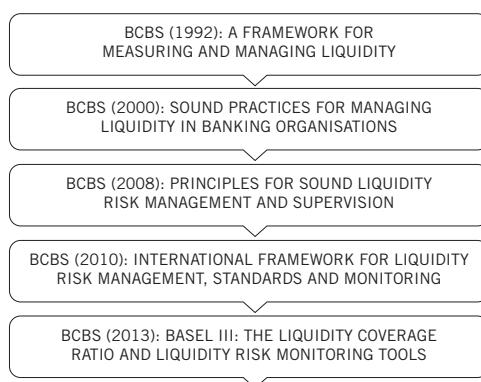 BCBS (1992): A FRAMEWORK FOR
MEASURING AND MANAGING LIQUIDITY
BCBS (2000): SOUND PRACTICES FOR MANAGING
LIQUIDITY IN BANKING ORGANISATIONS
BCBS (2008): PRINCIPLES FOR SOUND LIQUIDITY
RISK MANAGEMENT AND SUPERVISION
BCBS (2010): INTERNATIONAL FRAMEWORK FOR LIQUIDITY
RISK MANAGEMENT, STANDARDS AND MONITORING
BCBS (2013): BASEL III: THE LIQUIDITY COVERAGE
RATIO AND LIQUIDITY RISK MONITORING TOOLS